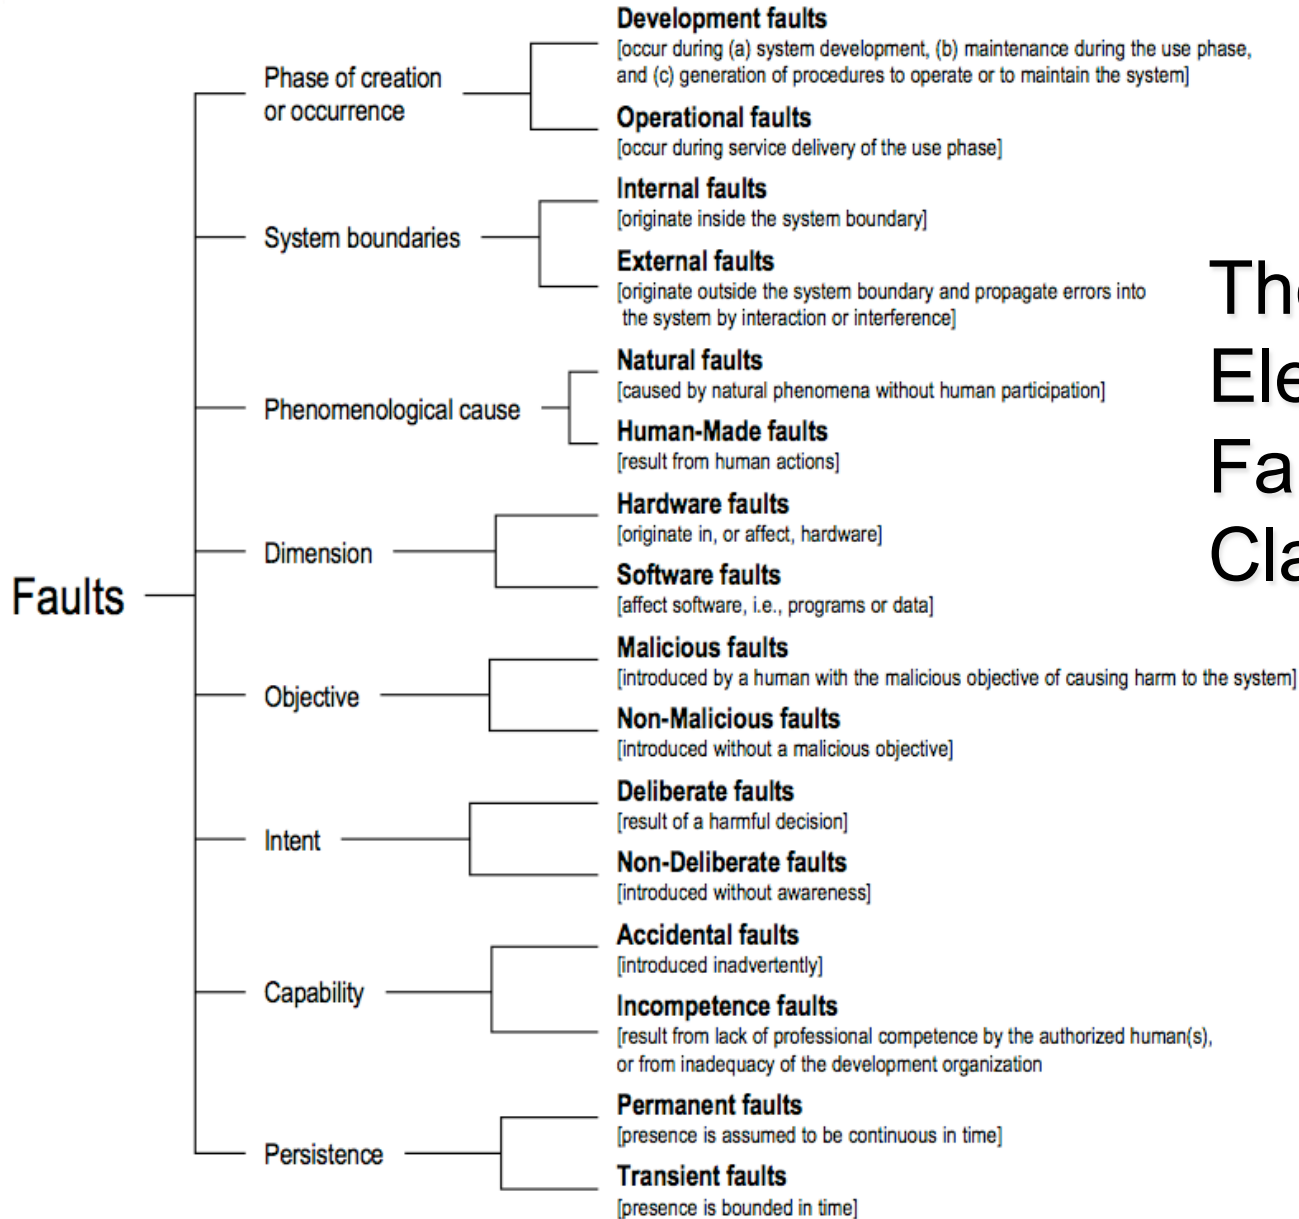 Faults
Phase of creation
or occurrence
Development faults
[occur during (a) system development, (b) maintenance during the use phase,
and (c) generation of procedures to operate or to maintain the system]
Operational faults
[occur during service delivery of the use phase]
System boundaries
Internal faults
[originate inside the system boundary]
External faults
[originate outside the system boundary and propagate errors into
the system by interaction or interference]
Phenomenological cause
Natural faults
[caused by natural phenomena without human participation]
Human-Made faults
[result from human actions]
Dimension
Hardware faults
[originate in, or affect, hardware]
Software faults
[affect software, i.e., programs or data]
Objective
Malicious faults
[introduced by a human with the malicious objective of causing harm to the system]
Non-Malicious faults
[introduced without a malicious objective]
Intent
Deliberate faults
[result of a harmful decision]
Non-Deliberate faults
[introduced without awareness]
Capability
Accidental faults
[introduced inadvertently]
Incompetence faults
[result from lack of professional competence by the authorized human(s),
or from inadequacy of the development organization
Persistence
Permanent faults
[presence is assumed to be continuous in time]
Transient faults
[presence is bounded in time]